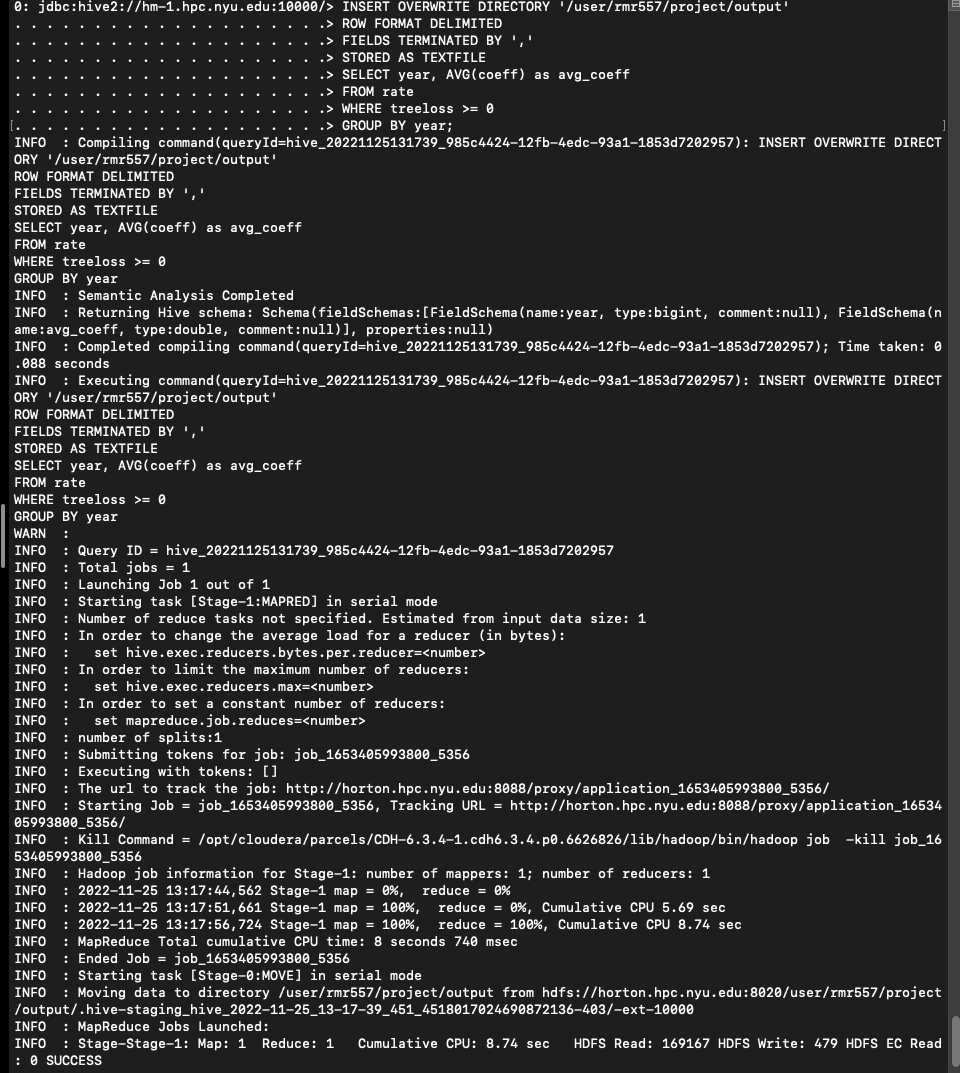 0: jdbc:hive2://hm-1.hpc.nyu.edu:10000/> INSERT OVERWRITE DIRECTORY '/user/rmr557/project/output'
. . . . . . . . . . . . . . . . . . . .> ROW FORMAT DELIMITED
. . . . . . . . . . . . . . . . . . . .> FIELDS TERMINATED BY ','
. . . . . . . . . . . . . . . . . . . .> STORED AS TEXTFILE
. . . . . . . . . . . . . . . . . . . .> SELECT year, AVG(coeff) as avg_coeff
. . . . . . . . . . . . . . . . . . . .> FROM rate
. . . . . . . . . . . . . . . . . . . .> WHERE treeloss >= 0
[. . . . . . . . . . . . . . . . . . . .> GROUP BY year; ]
INFO  : Compiling command(queryId=hive_20221125131739_985c4424-12fb-4edc-93a1-1853d7202957): INSERT OVERWRITE DIRECT
ORY '/user/rmr557/project/output'
ROW FORMAT DELIMITED
FIELDS TERMINATED BY ','
STORED AS TEXTFILE
SELECT year, AVG(coeff) as avg_coeff
FROM rate
WHERE treeloss >= 0
GROUP BY year
INFO  : Semantic Analysis Completed
INFO  : Returning Hive schema: Schema(fieldSchemas:[FieldSchema(name:year, type:bigint, comment:null), FieldSchema(n
ame:avg_coeff, type:double, comment:null)], properties:null)
INFO  : Completed compiling command(queryId=hive_20221125131739_985c4424-12fb-4edc-93a1-1853d7202957); Time taken: 0
.088 seconds
INFO  : Executing command(queryId=hive_20221125131739_985c4424-12fb-4edc-93a1-1853d7202957): INSERT OVERWRITE DIRECT
ORY '/user/rmr557/project/output'
ROW FORMAT DELIMITED
FIELDS TERMINATED BY ','
STORED AS TEXTFILE
SELECT year, AVG(coeff) as avg_coeff
FROM rate
WHERE treeloss >= 0
GROUP BY year
WARN  :
INFO  : Query ID = hive_20221125131739_985c4424-12fb-4edc-93a1-1853d7202957
INFO  : Total jobs = 1
INFO  : Launching Job 1 out of 1
INFO  : Starting task [Stage-1:MAPRED] in serial mode
INFO  : Number of reduce tasks not specified. Estimated from input data size: 1
INFO  : In order to change the average load for a reducer (in bytes):
INFO  :   set hive.exec.reducers.bytes.per.reducer=<number>
INFO  : In order to limit the maximum number of reducers:
INFO  :   set hive.exec.reducers.max=<number>
INFO  : In order to set a constant number of reducers:
INFO  :   set mapreduce.job.reduces=<number>
INFO  : number of splits:1
INFO  : Submitting tokens for job: job_1653405993800_5356
INFO  : Executing with tokens: []
INFO  : The url to track the job: http://horton.hpc.nyu.edu:8088/proxy/application_1653405993800_5356/
INFO  : Starting Job = job_1653405993800_5356, Tracking URL = http://horton.hpc.nyu.edu:8088/proxy/application_16534
05993800_5356/
INFO  : Kill Command = /opt/cloudera/parcels/CDH-6.3.4-1.cdh6.3.4.p0.6626826/lib/hadoop/bin/hadoop job  -kill job_16
53405993800_5356
INFO  : Hadoop job information for Stage-1: number of mappers: 1; number of reducers: 1
INFO  : 2022-11-25 13:17:44,562 Stage-1 map = 0%,  reduce = 0%
INFO  : 2022-11-25 13:17:51,661 Stage-1 map = 100%,  reduce = 0%, Cumulative CPU 5.69 sec
INFO  : 2022-11-25 13:17:56,724 Stage-1 map = 100%,  reduce = 100%, Cumulative CPU 8.74 sec
INFO  : MapReduce Total cumulative CPU time: 8 seconds 740 msec
INFO  : Ended Job = job_1653405993800_5356
INFO  : Starting task [Stage-0:MOVE] in serial mode
INFO  : Moving data to directory /user/rmr557/project/output from hdfs://horton.hpc.nyu.edu:8020/user/rmr557/project
/output/.hive-staging_hive_2022-11-25_13-17-39_451_4518017024690872136-403/-ext-10000
INFO  : MapReduce Jobs Launched:
INFO  : Stage-Stage-1: Map: 1  Reduce: 1   Cumulative CPU: 8.74 sec   HDFS Read: 169167 HDFS Write: 479 HDFS EC Read
: 0 SUCCESS